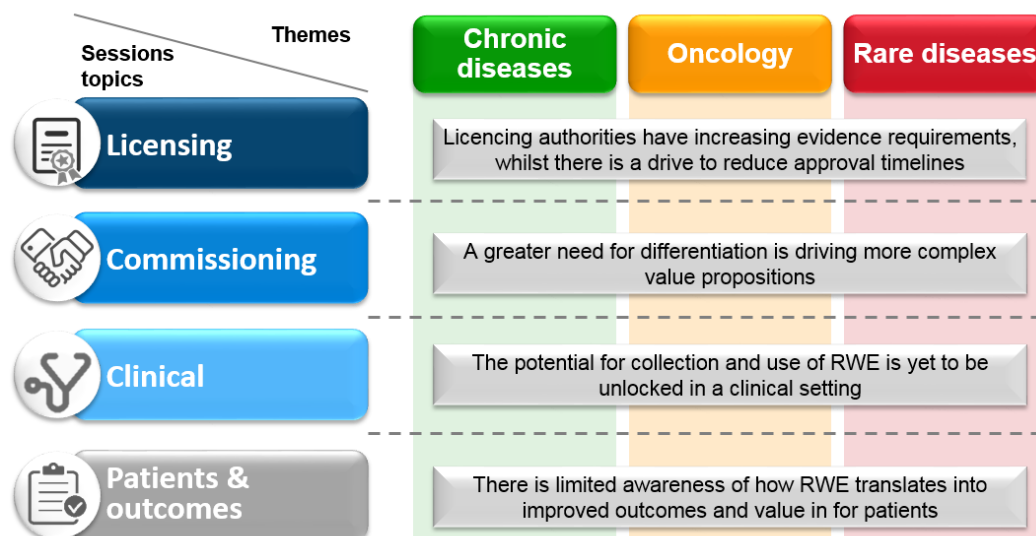 Themes
Sessions
topics
Chronic
diseases
Oncology
Rare diseases
Licensing
Licencing authorities have increasing evidence requirements,
whilst there is a drive to reduce approval timelines
Commissioning
A greater need for differentiation is driving more complex
value propositions
Clinical
The potential for collection and use of RWE is yet to be
unlocked in a clinical setting
Patients &
outcomes
There is limited awareness of how RWE translates into
improved outcomes and value in for patients